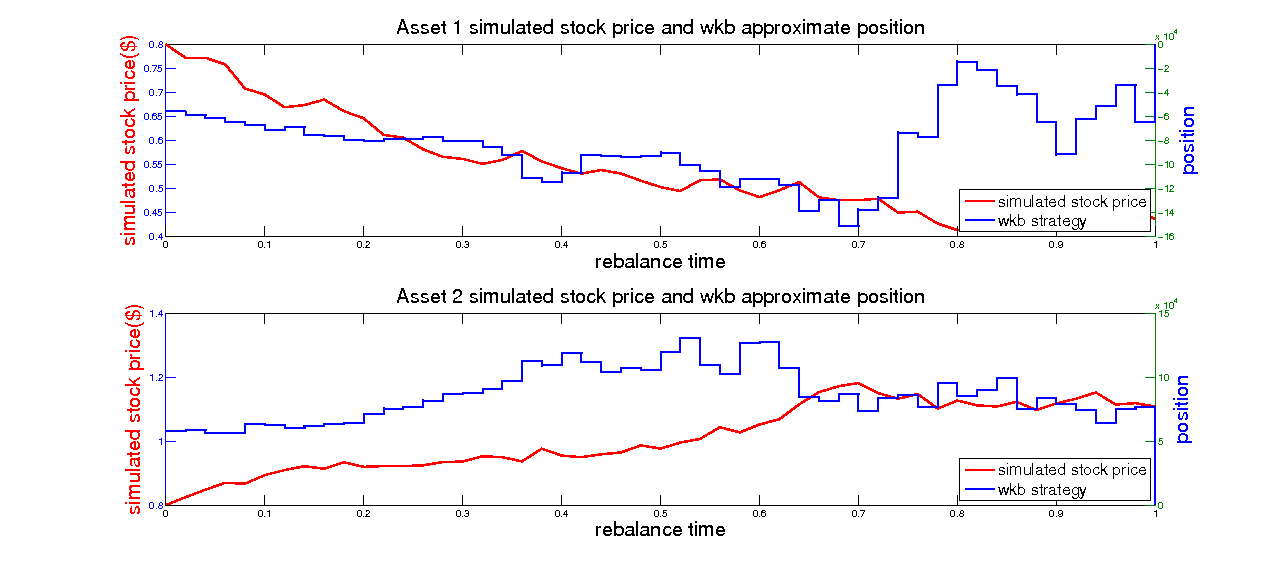 Asset 1 simulated stock price and wkb approximate position
simulated stock price($)
0.8
0.75
0.7
0.65
0.6
0.55
0.5
0.45
0.4
x 10^4
0
-2
-4
-6
-8
-10
-12
-14
-16
position
simulated stock price
wkb strategy
0 0.1 0.2 0.3 0.4 0.5 0.6 0.7 0.8 0.9 1
rebalance time
Asset 2 simulated stock price and wkb approximate position
simulated stock price($)
1.4
1.2
1
0.8
x 10^4
15
10
5
0
position
simulated stock price
wkb strategy
0 0.1 0.2 0.3 0.4 0.5 0.6 0.7 0.8 0.9 1
rebalance time